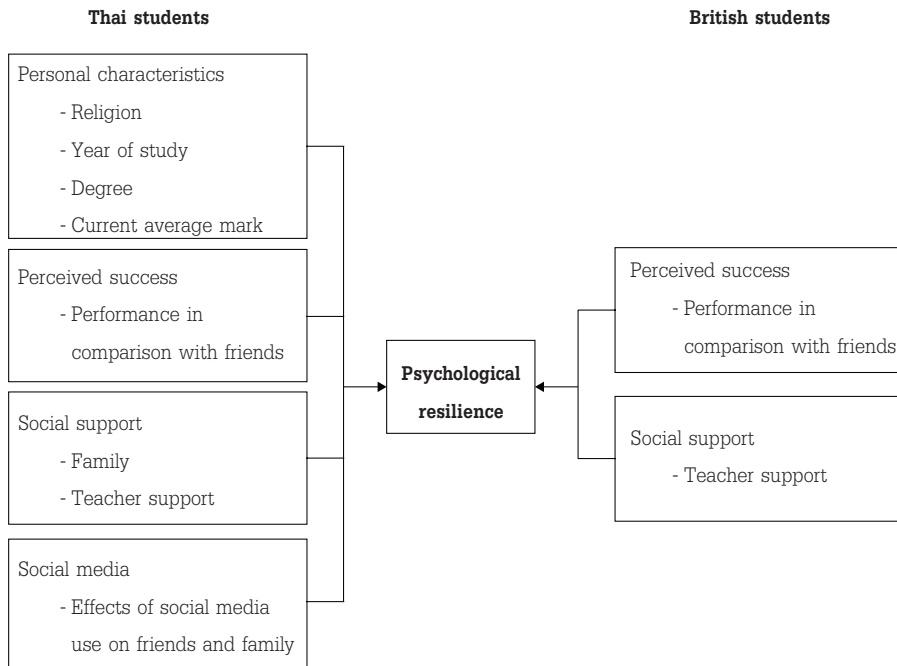 Thai students
Personal characteristics
- Religion
- Year of study
- Degree
- Current average mark
Perceived success
- Performance in
comparison with friends
Social support
- Family
- Teacher support
Social media
- Effects of social media
use on friends and family
Psychological
resilience
British students
Perceived success
- Performance in
comparison with friends
Social support
- Teacher support